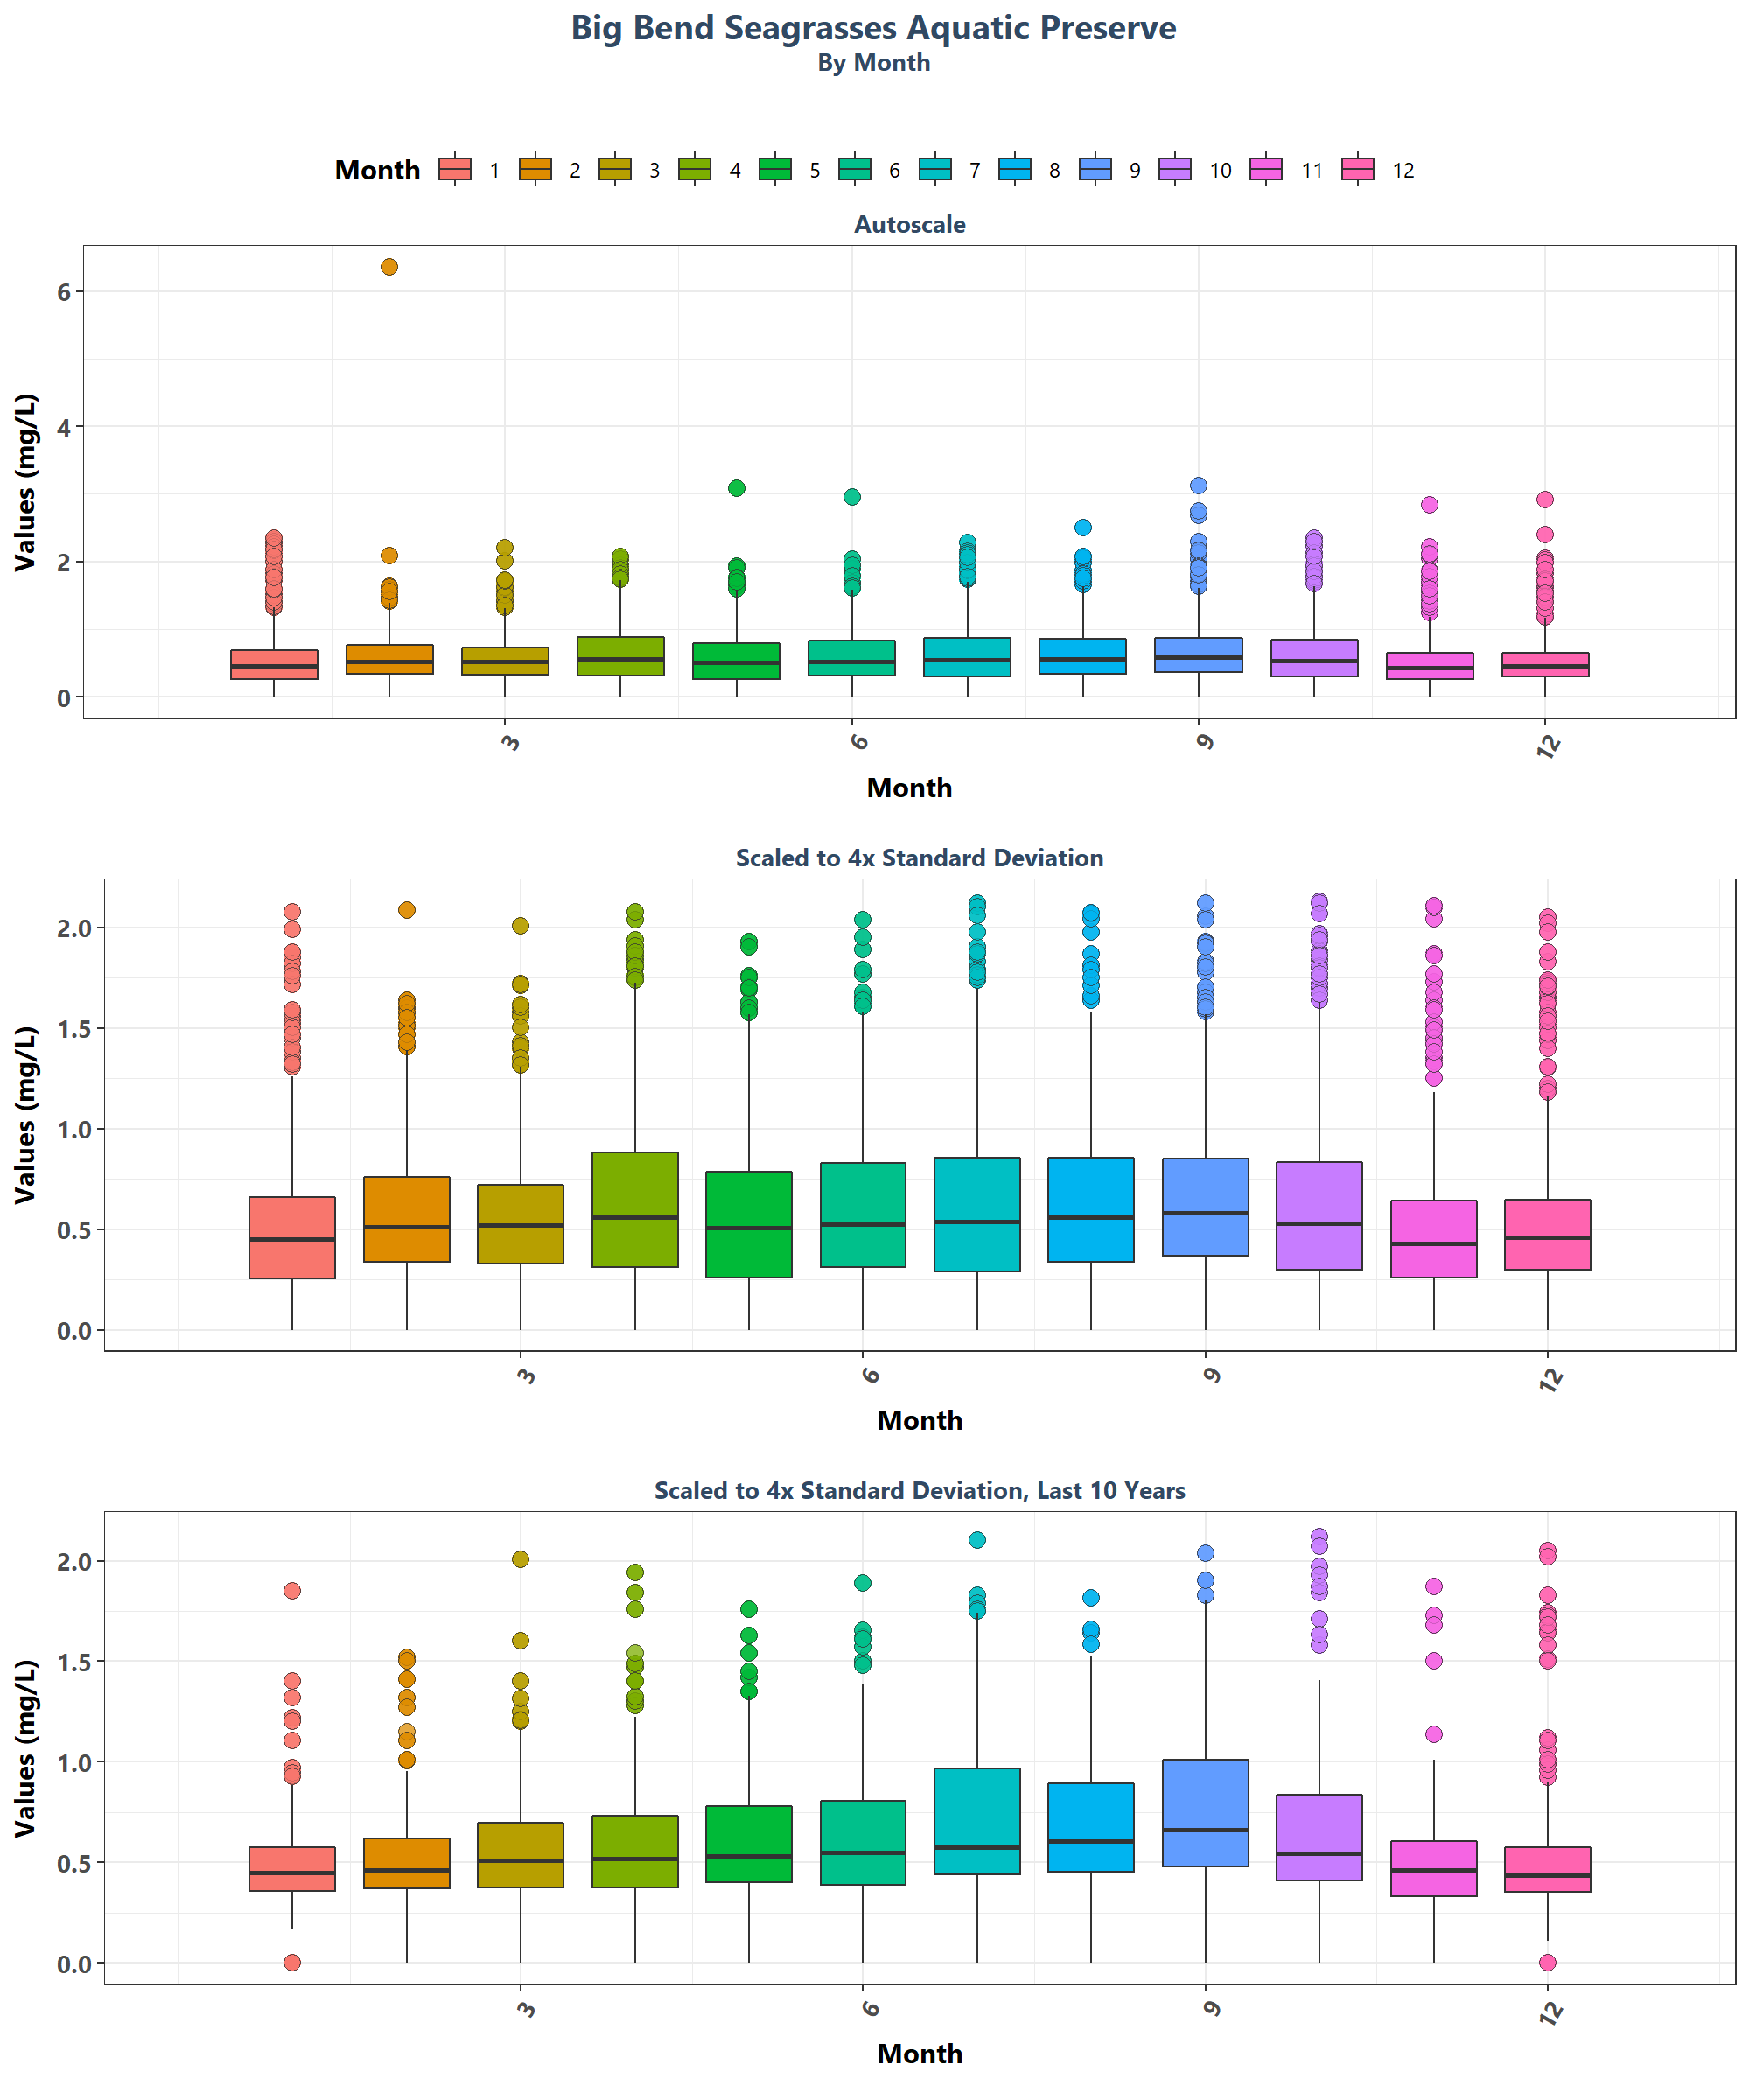 Big Bend Seagrasses Aquatic Preserve
By Month
Month 1 2 3 4 5 6 7 8 9 10 11 12
Autoscale
Values (mg/L)
6
4
2
0
3 6 9 12
Month
Scaled to 4x Standard Deviation
Values (mg/L)
2.0
1.5
1.0
0.5
0.0
3 6 9 12
Month
Scaled to 4x Standard Deviation, Last 10 Years
Values (mg/L)
2.0
1.5
1.0
0.5
0.0
3 6 9 12
Month